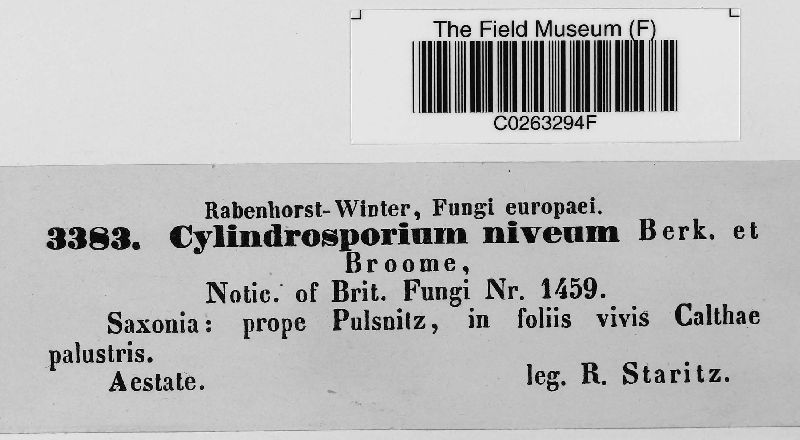 The Field Museum (F)
C0263294F
Rabenhorst-Winter, Fungi europaei.
3383. Cylindrosporium niveum Berk. et
Broome,
Notic. of Brit. Fungi Nr. 1459.
Saxonia: prope Pulsnitz, in foliis vivis Calthae
palustris.
Aestate. leg. R. Staritz.